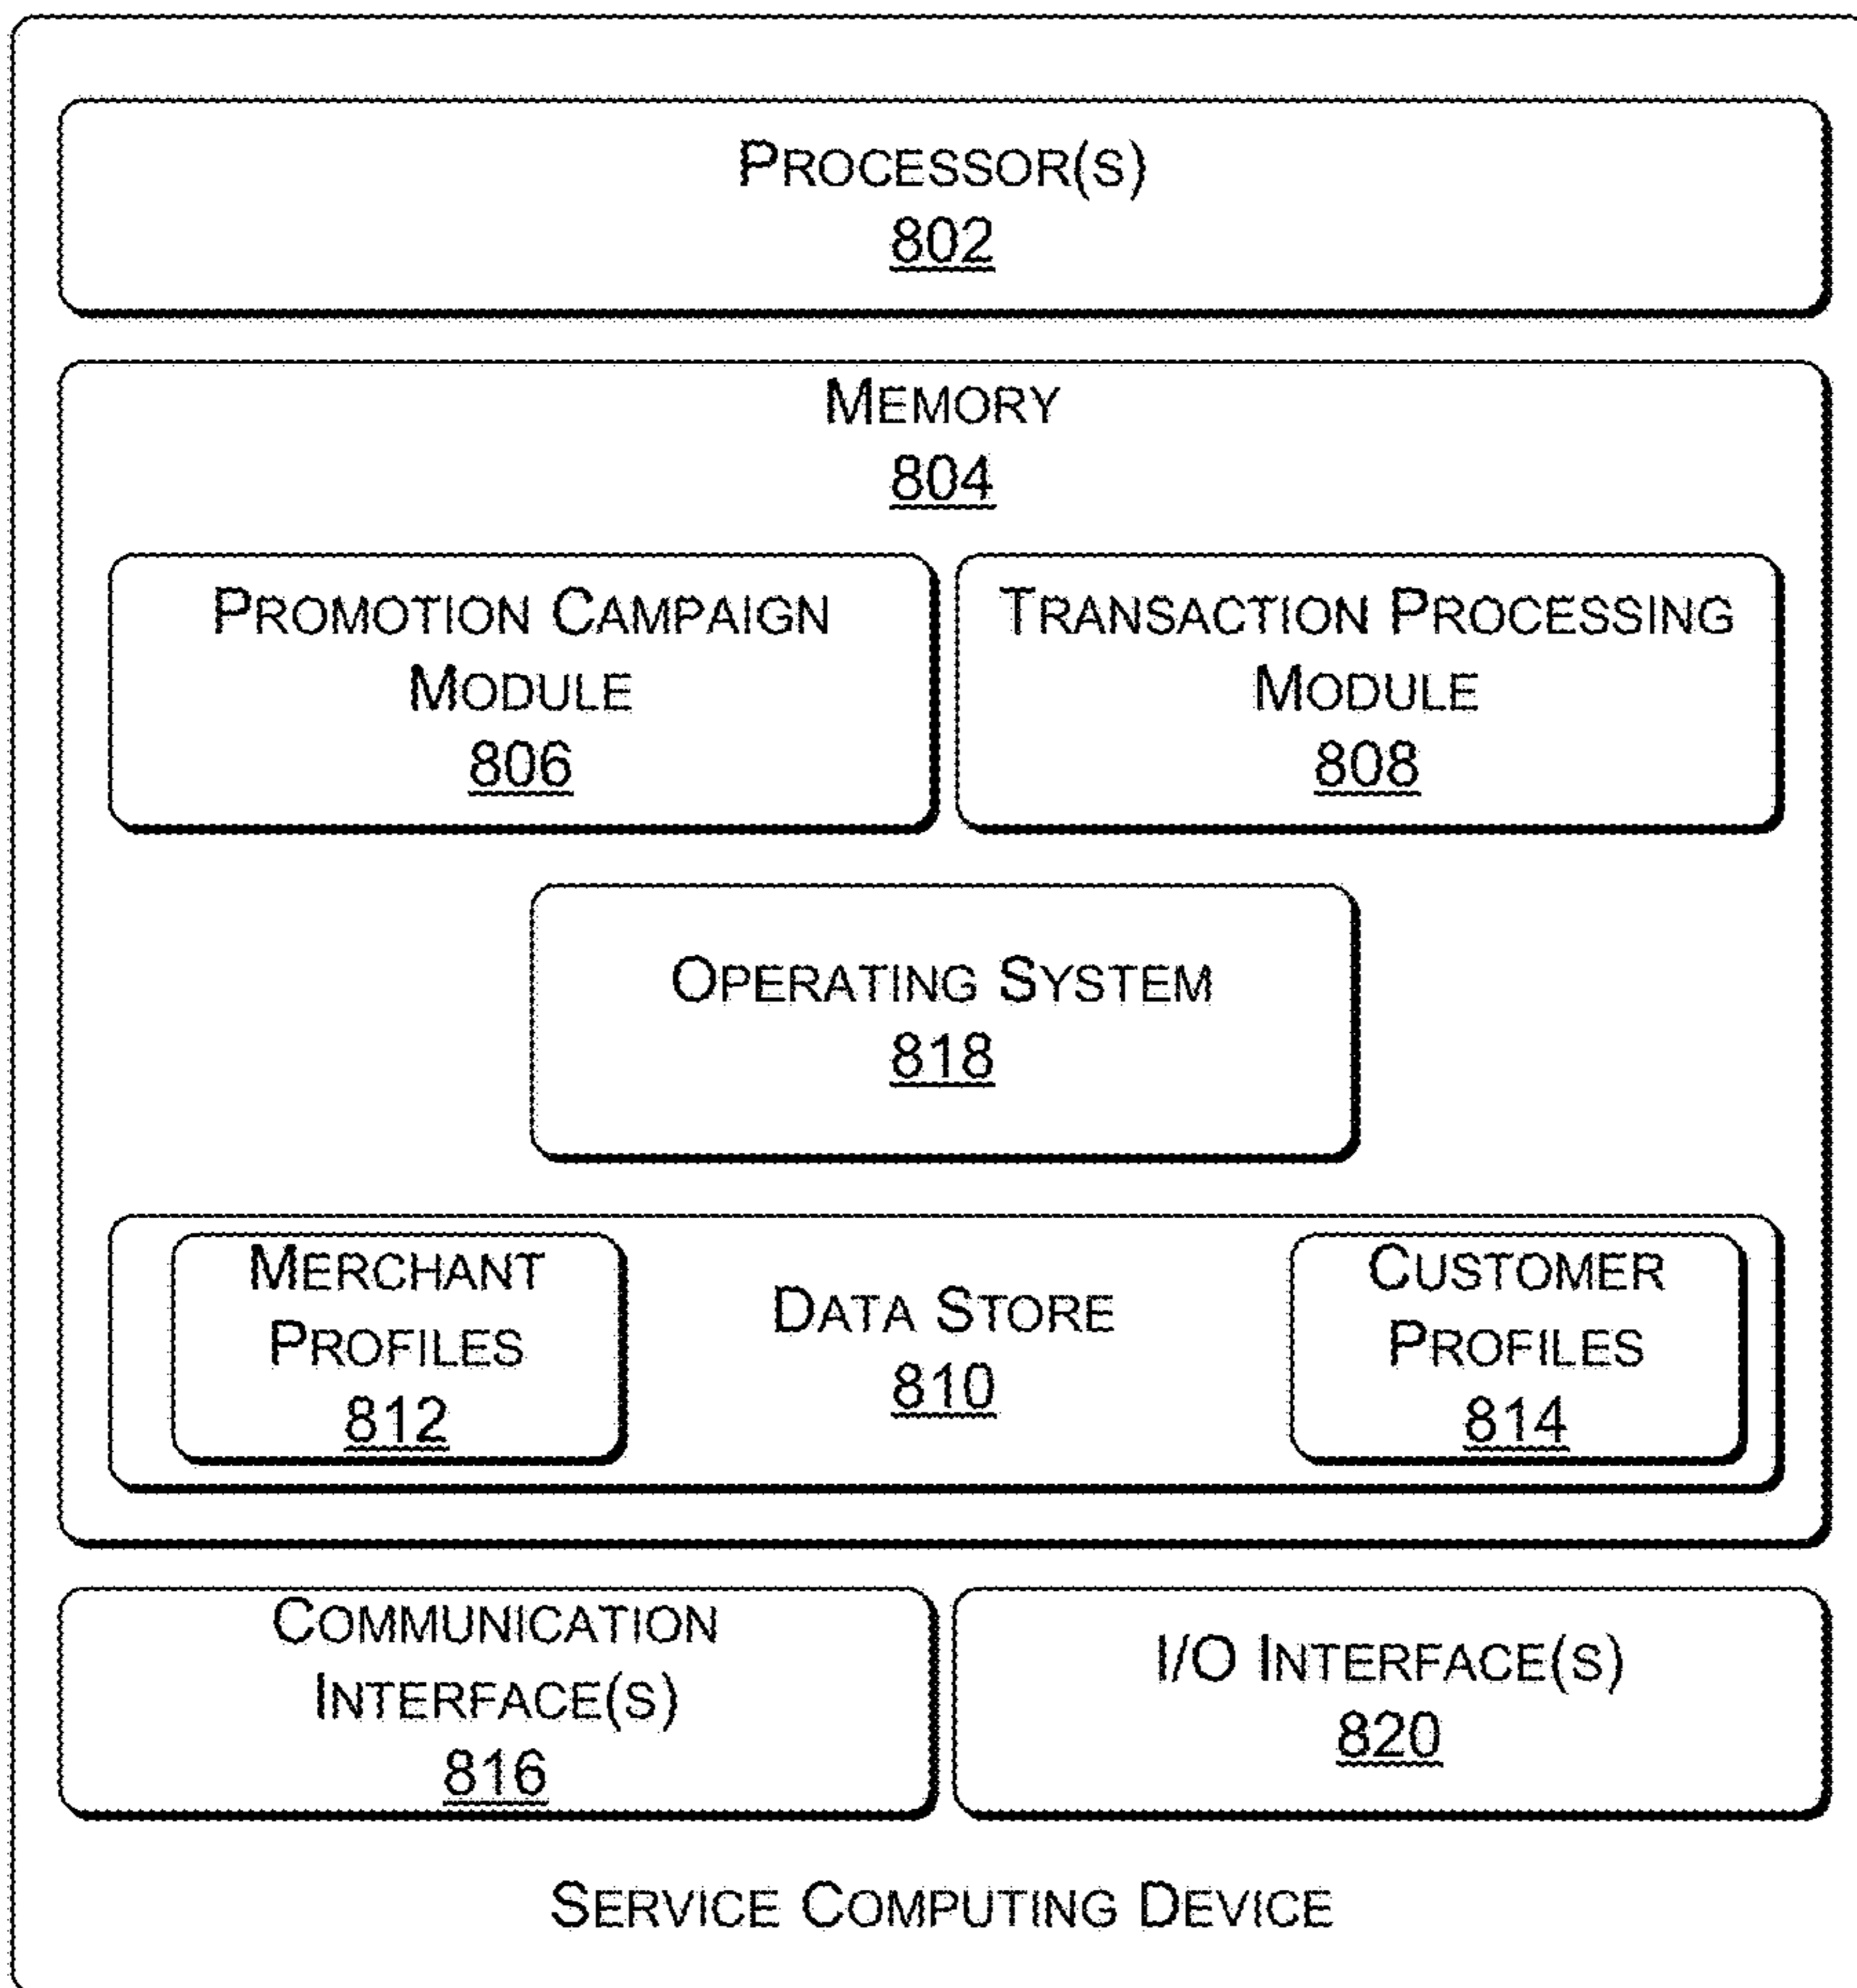 PROCESSOR(S)
802
MEMORY
804
PROMOTION CAMPAIGN
MODULE
806
TRANSACTION PROCESSING
MODULE
808
OPERATING SYSTEM
818
MERCHANT
PROFILES
812
DATA STORE
810
CUSTOMER
PROFILES
814
COMMUNICATION
INTERFACE(S)
816
I/O INTERFACE(S)
820
SERVICE COMPUTING DEVICE